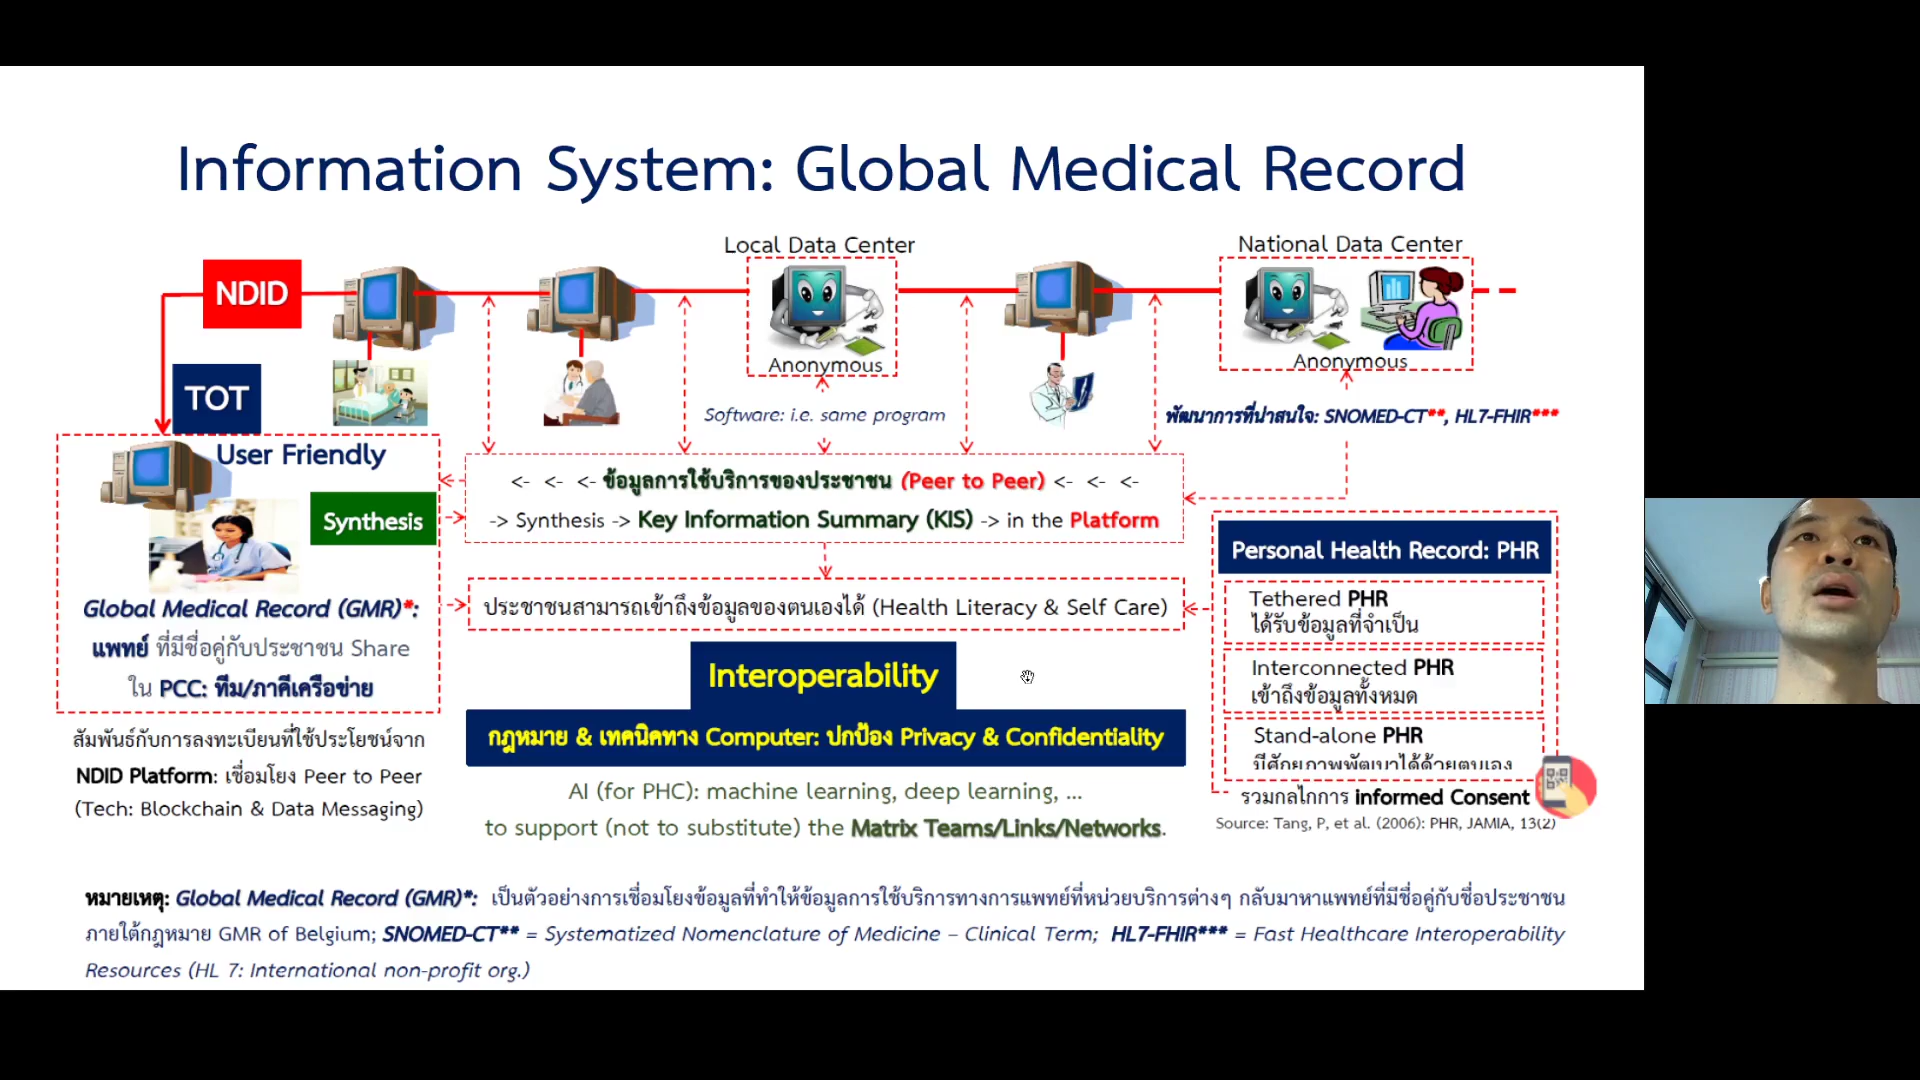 Information System: Global Medical Record
Local Data Center
National Data Center
NDID
Anonymous
Anonymous
TOT
Software: i.e. same program
พัฒนาการที่น่าสนใจ: SNOMED-CT**, HL7-FHIR***
User Friendly
Synthesis
<- <- <- ข้อมูลการใช้บริการของประชาชน (Peer to Peer) <- <- <-
-> Synthesis -> Key Information Summary (KIS) -> in the Platform
Global Medical Record (GMR)*:
แพทย์ ที่มีชื่อคู่กับประชาชน Share
ใน PCC: ทีม/ภาคีเครือข่าย
ประชาชนสามารถเข้าถึงข้อมูลของตนเองได้ (Health Literacy & Self Care)
Personal Health Record: PHR
Tethered PHR
ได้รับข้อมูลที่จำเป็น
Interconnected PHR
เข้าถึงข้อมูลทั้งหมด
Stand-alone PHR
มีศักยภาพพัฒนาได้ด้วยตนเอง
รวมกลไกการ informed Consent
Source: Tang, P, et al. (2006): PHR, JAMIA, 13(2)
Interoperability
กฎหมาย & เทคนิคทาง Computer: ปกป้อง Privacy & Confidentiality
AI (for PHC): machine learning, deep learning, ...
to support (not to substitute) the Matrix Teams/Links/Networks.
สัมพันธ์กับการลงทะเบียนที่ใช้ประโยชน์จาก
NDID Platform: เชื่อมโยง Peer to Peer
(Tech: Blockchain & Data Messaging)
หมายเหตุ: Global Medical Record (GMR)*: เป็นตัวอย่างการเชื่อมโยงข้อมูลที่ทำให้ข้อมูลการใช้บริการทางการแพทย์ที่หน่วยบริการต่างๆ กลับมาหาแพทย์ที่มีชื่อคู่กับชื่อประชาชน
ภายใต้กฎหมาย GMR of Belgium; SNOMED-CT** = Systematized Nomenclature of Medicine – Clinical Term; HL7-FHIR*** = Fast Healthcare Interoperability
Resources (HL 7: International non-profit org.)